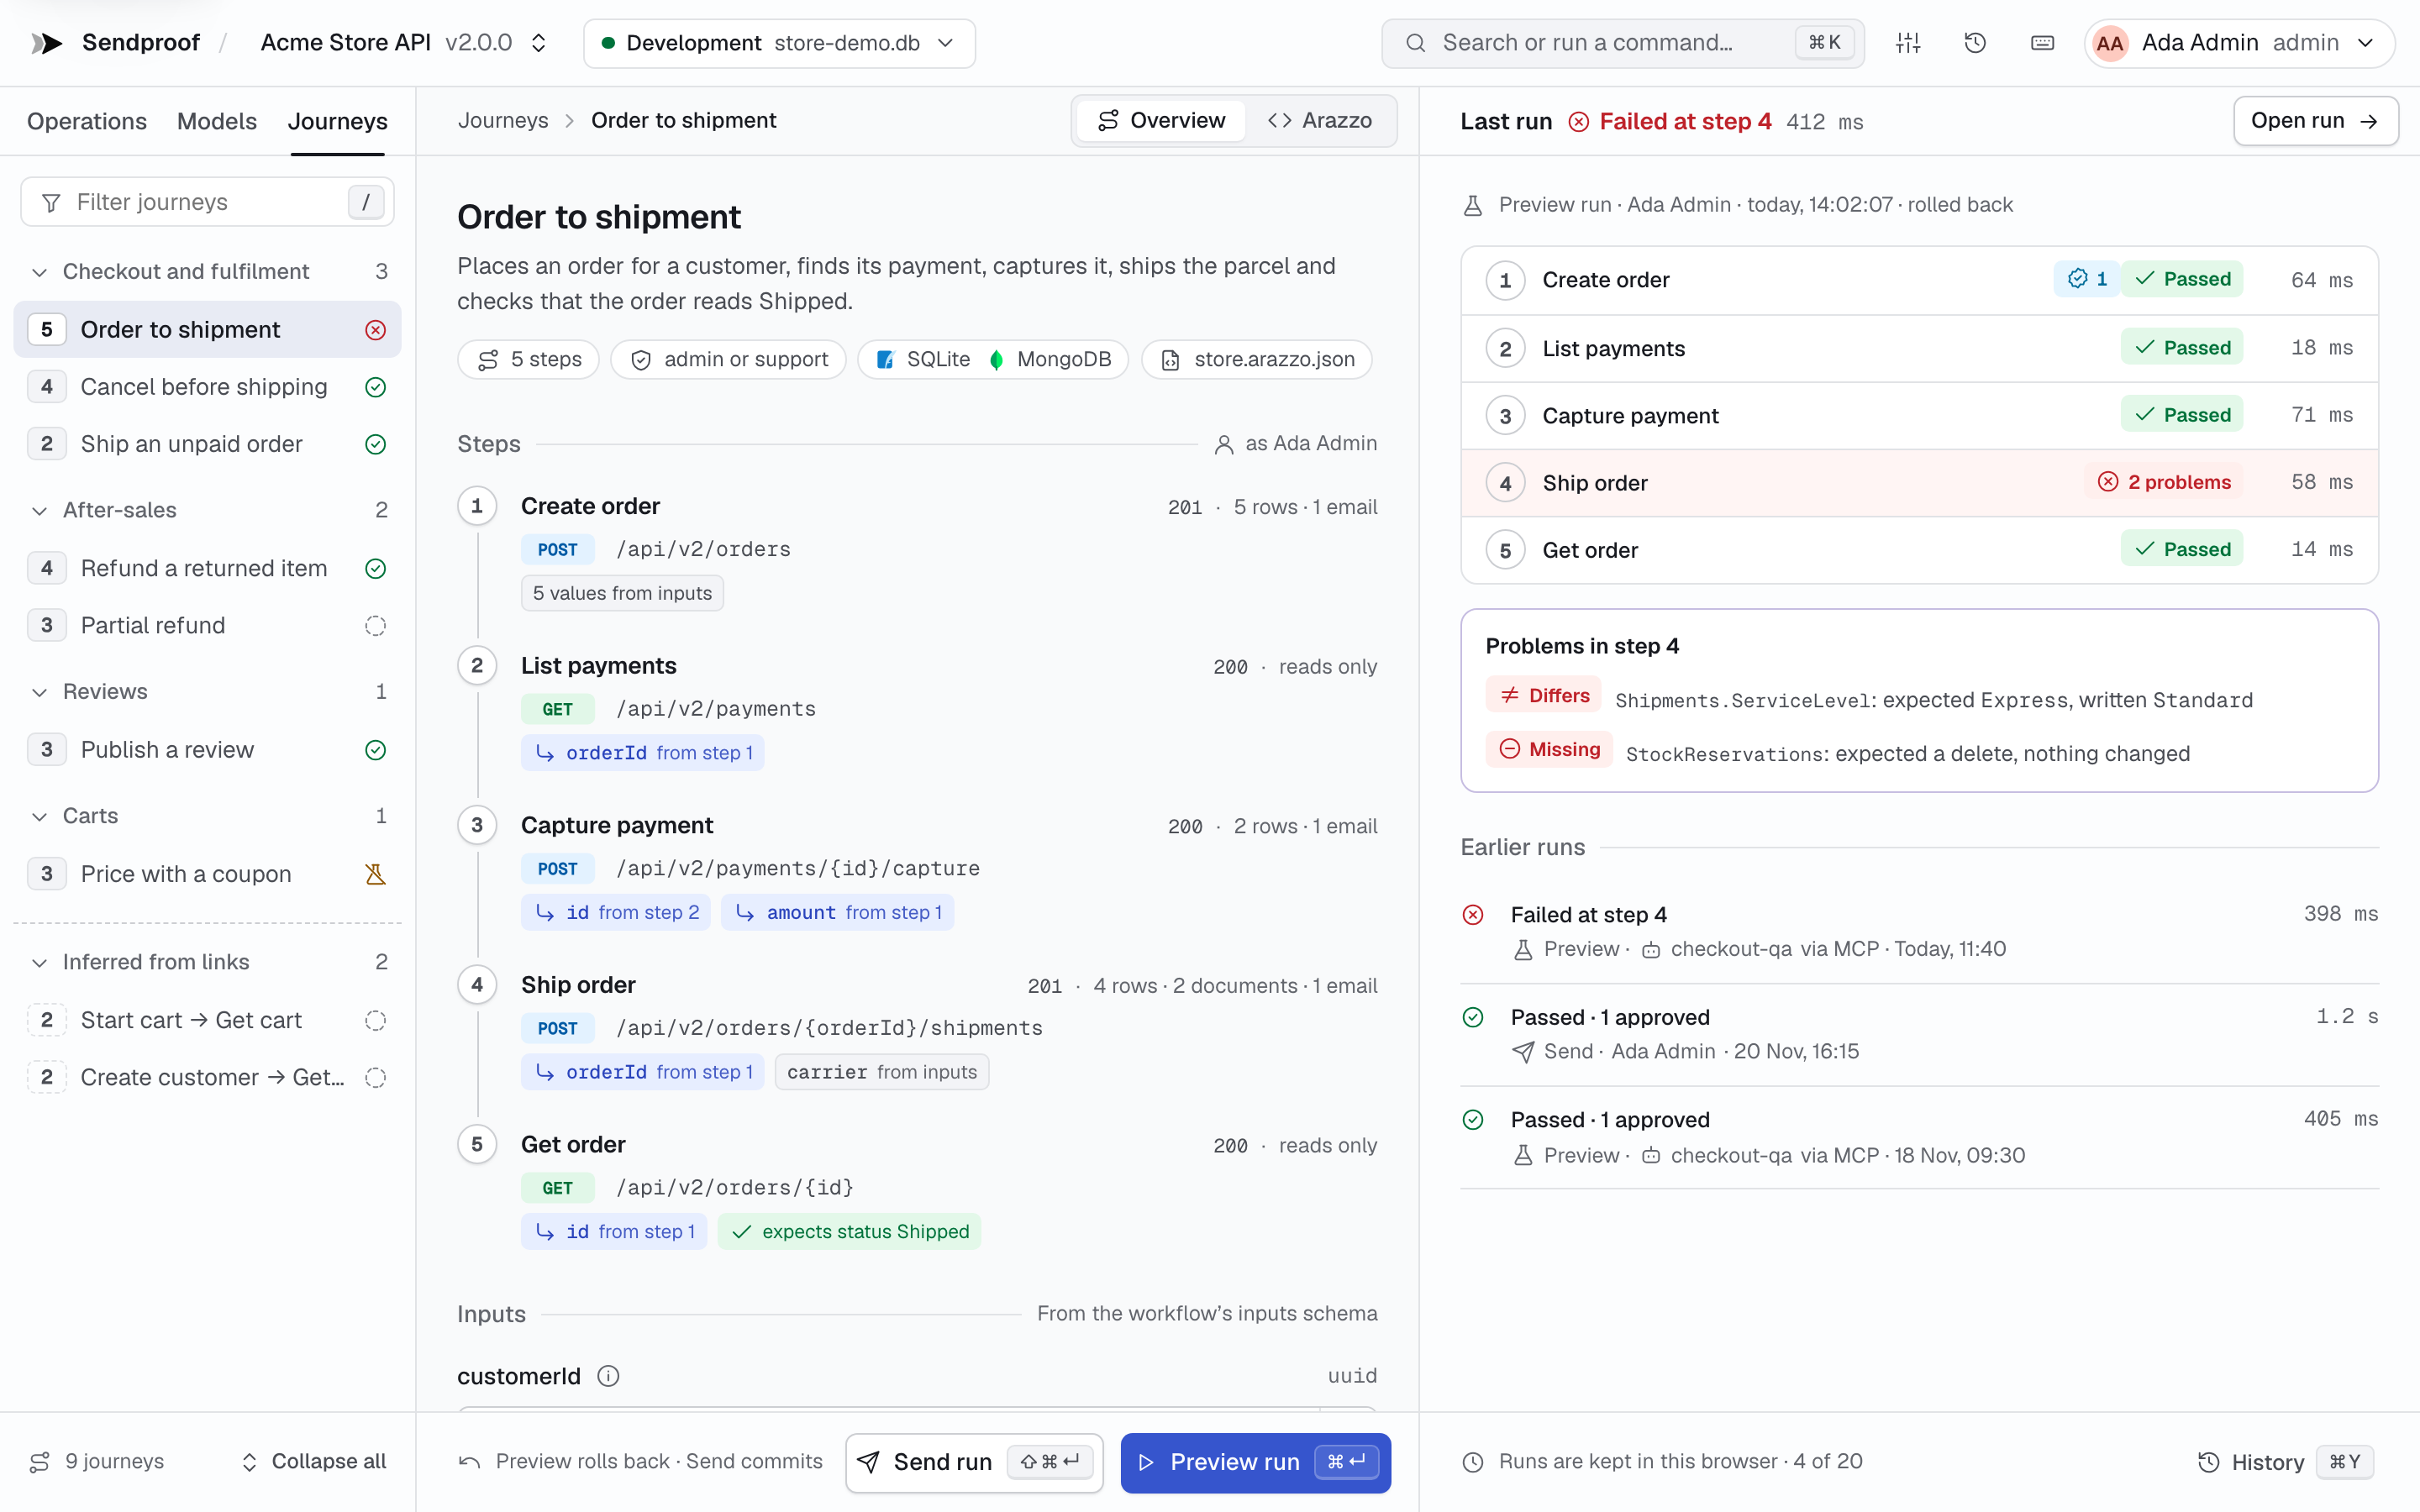 Sendproof / Acme Store API v2.0.0
Development store-demo.db
Search or run a command... ⌘K
AA Ada Admin admin
Operations Models Journeys
Filter journeys /
Checkout and fulfilment 3
5 Order to shipment
4 Cancel before shipping
2 Ship an unpaid order
After-sales 2
4 Refund a returned item
3 Partial refund
Reviews 1
3 Publish a review
Carts 1
3 Price with a coupon
Inferred from links 2
2 Start cart → Get cart
2 Create customer → Get...
9 journeys Collapse all
Journeys > Order to shipment
Overview <> Arazzo
Order to shipment
Places an order for a customer, finds its payment, captures it, ships the parcel and
checks that the order reads Shipped.
5 steps admin or support SQLite MongoDB store.arazzo.json
Steps as Ada Admin
1 Create order 201 · 5 rows · 1 email
POST /api/v2/orders
5 values from inputs
2 List payments 200 · reads only
GET /api/v2/payments
orderId from step 1
3 Capture payment 200 · 2 rows · 1 email
POST /api/v2/payments/{id}/capture
id from step 2 amount from step 1
4 Ship order 201 · 4 rows · 2 documents · 1 email
POST /api/v2/orders/{orderId}/shipments
orderId from step 1 carrier from inputs
5 Get order 200 · reads only
GET /api/v2/orders/{id}
id from step 1 expects status Shipped
Inputs From the workflow’s inputs schema
customerId uuid
Preview rolls back · Send commits
Send run ⇧⌘↵
Preview run ⌘↵
Last run Failed at step 4 412 ms
Open run →
Preview run · Ada Admin · today, 14:02:07 · rolled back
1 Create order 1 Passed 64 ms
2 List payments Passed 18 ms
3 Capture payment Passed 71 ms
4 Ship order 2 problems 58 ms
5 Get order Passed 14 ms
Problems in step 4
≠ Differs Shipments.ServiceLevel: expected Express, written Standard
Missing StockReservations: expected a delete, nothing changed
Earlier runs
Failed at step 4 398 ms
Preview · checkout-qa via MCP · Today, 11:40
Passed · 1 approved 1.2 s
Send · Ada Admin · 20 Nov, 16:15
Passed · 1 approved 405 ms
Preview · checkout-qa via MCP · 18 Nov, 09:30
Runs are kept in this browser · 4 of 20
History ⌘Y